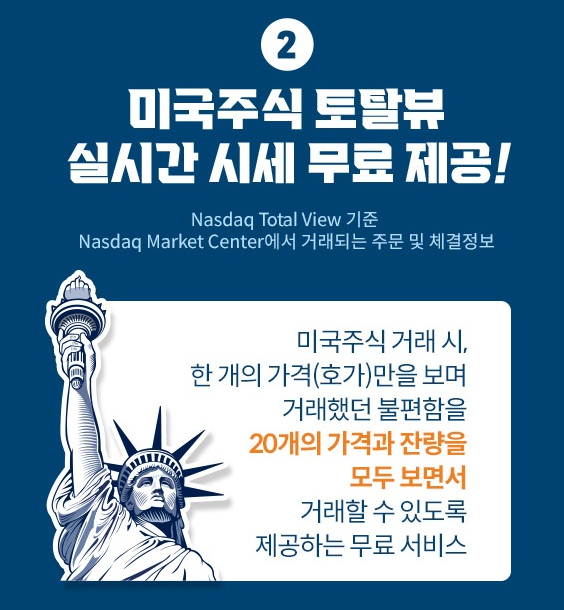 2
미국주식 토탈뷰
실시간 시세 무료 제공!
Nasdaq Total View 기준
Nasdaq Market Center에서 거래되는 주문 및 체결정보
미국주식 거래 시,
한 개의 가격(호가)만을 보며
거래했던 불편함을
20개의 가격과 잔량을
모두 보면서
거래할 수 있도록
제공하는 무료 서비스